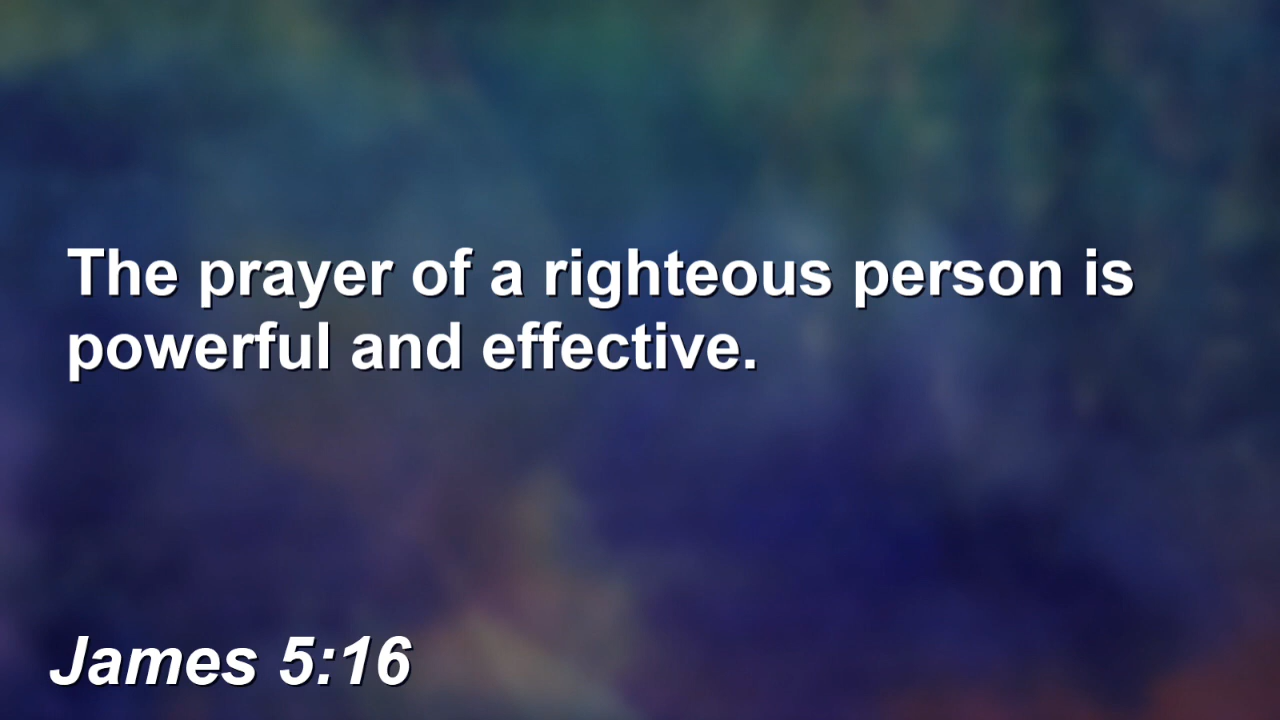 The prayer of a righteous person is
powerful and effective.
James 5:16